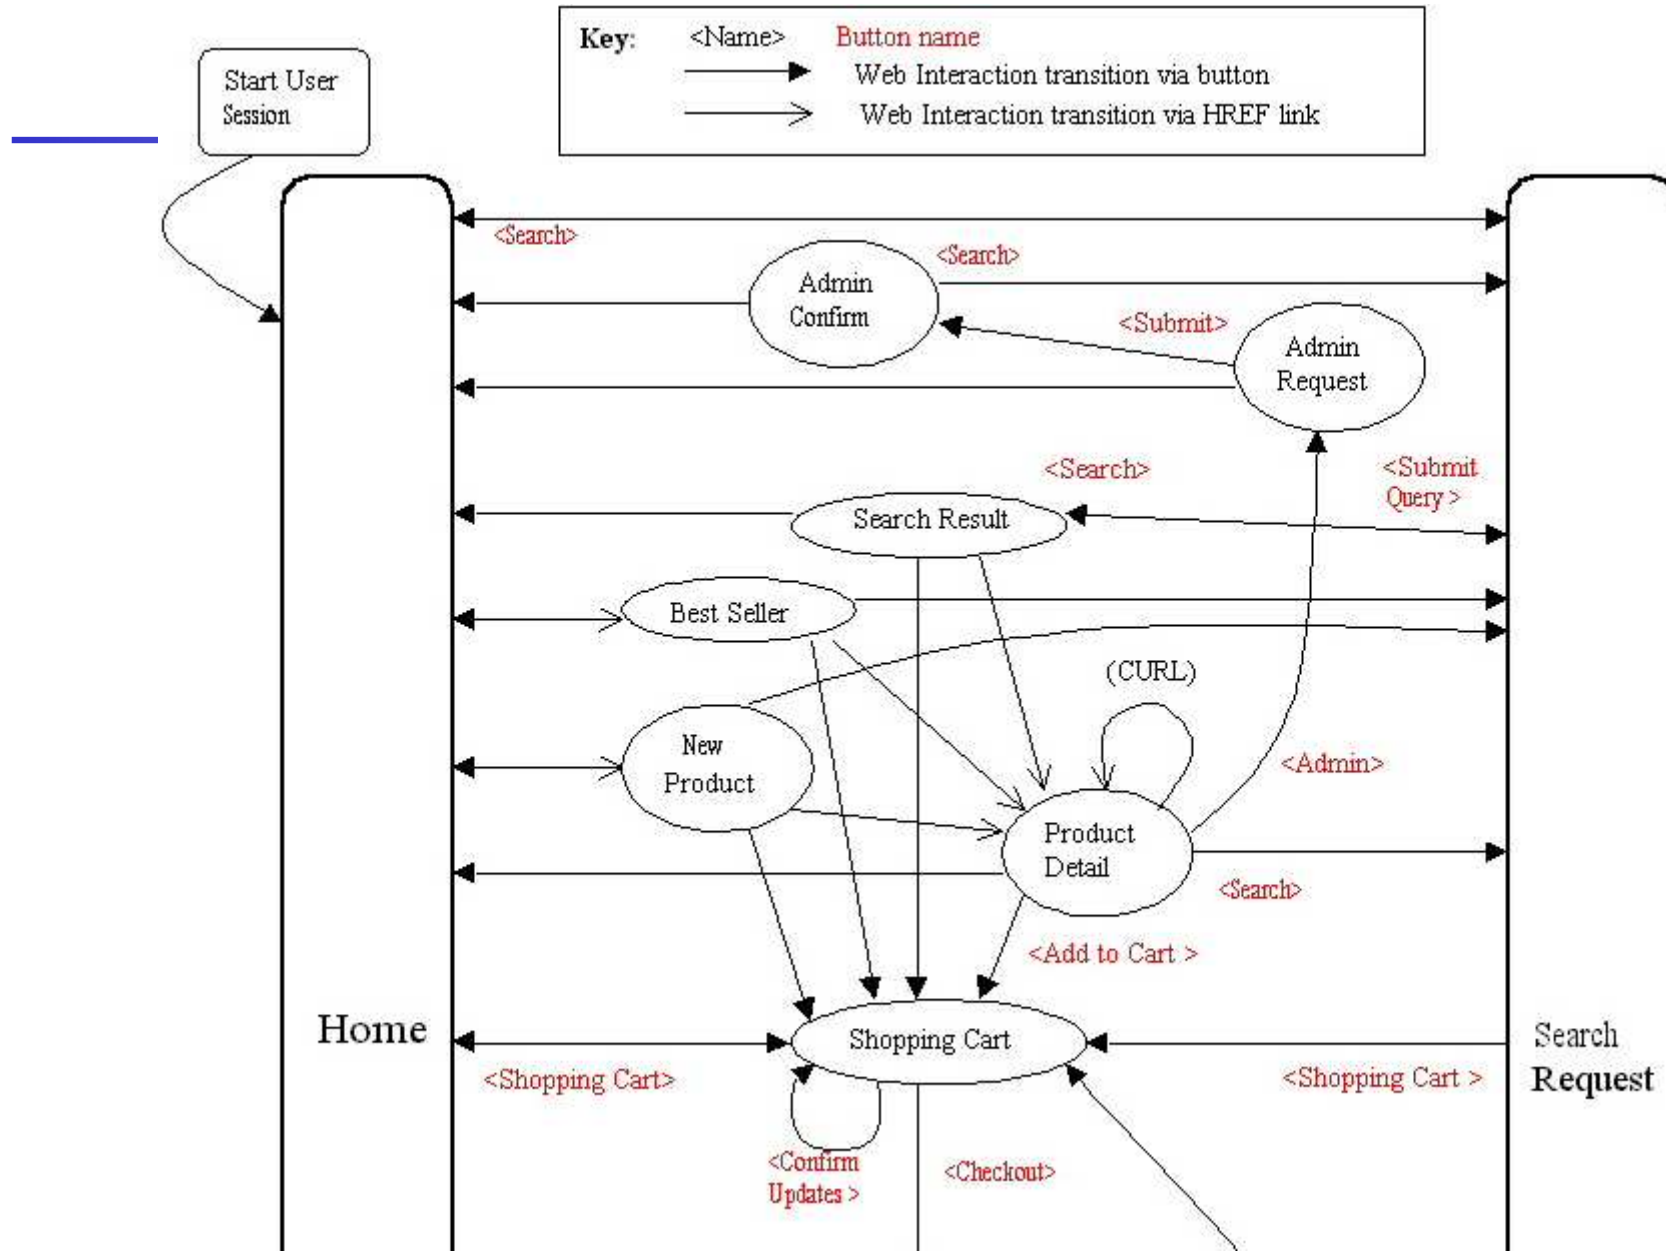 Key: <Name> Button name
Web Interaction transition via button
Web Interaction transition via HREF link
Start User
Session
<Search>
<Search>
Admin
Confirm
<Submit>
Admin
Request
<Search>
<Submit
Query >
Search Result
Best Seller
(CURL)
New
Product
<Admin>
Product
Detail
<Search>
<Add to Cart >
Home
Shopping Cart
Search
Request
<Shopping Cart>
<Shopping Cart >
<Confirm
Updates >
<Checkout>